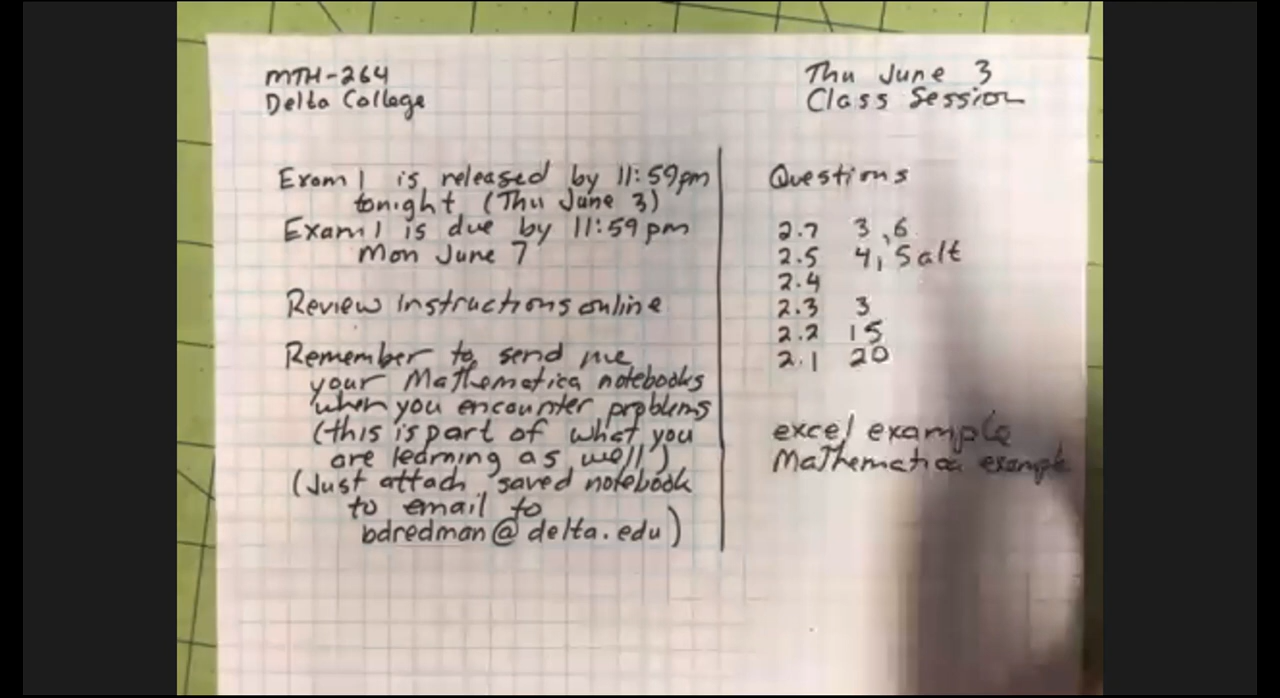 MTH-264
Delta College
Thu June 3
Class Session
Exam 1 is released by 11:59pm
tonight (Thu June 3)
Exam 1 is due by 11:59pm
Mon June 7
Review instructions online
Remember to send me
your Mathematica notebooks
when you encounter problems
(this is part of what you
are learning as well)
(Just attach saved notebook
to email to
bdredman@delta.edu)
Questions
2.7 3,6
2.5 4, Salt
2.4
2.3 3
2.2 15
2.1 20
excel example
Mathematica example